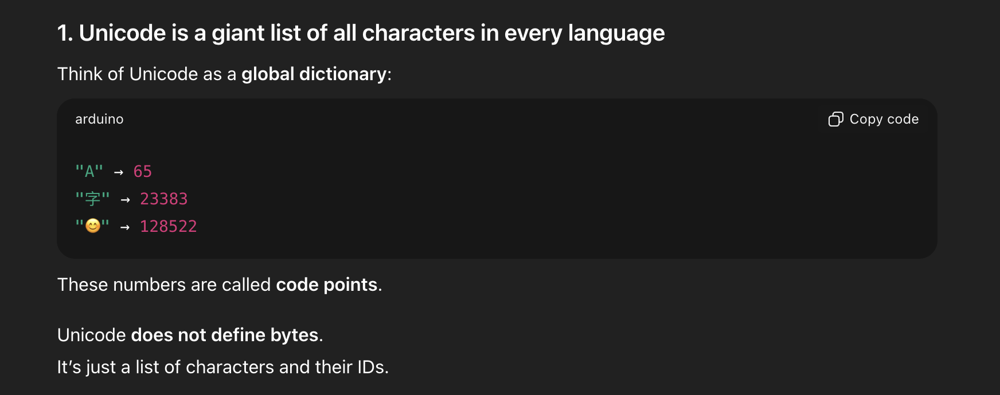 1. Unicode is a giant list of all characters in every language
Think of Unicode as a global dictionary:
arduino
Copy code
"A" → 65
"字" → 23383
"😊" → 128522
These numbers are called code points.
Unicode does not define bytes.
It’s just a list of characters and their IDs.